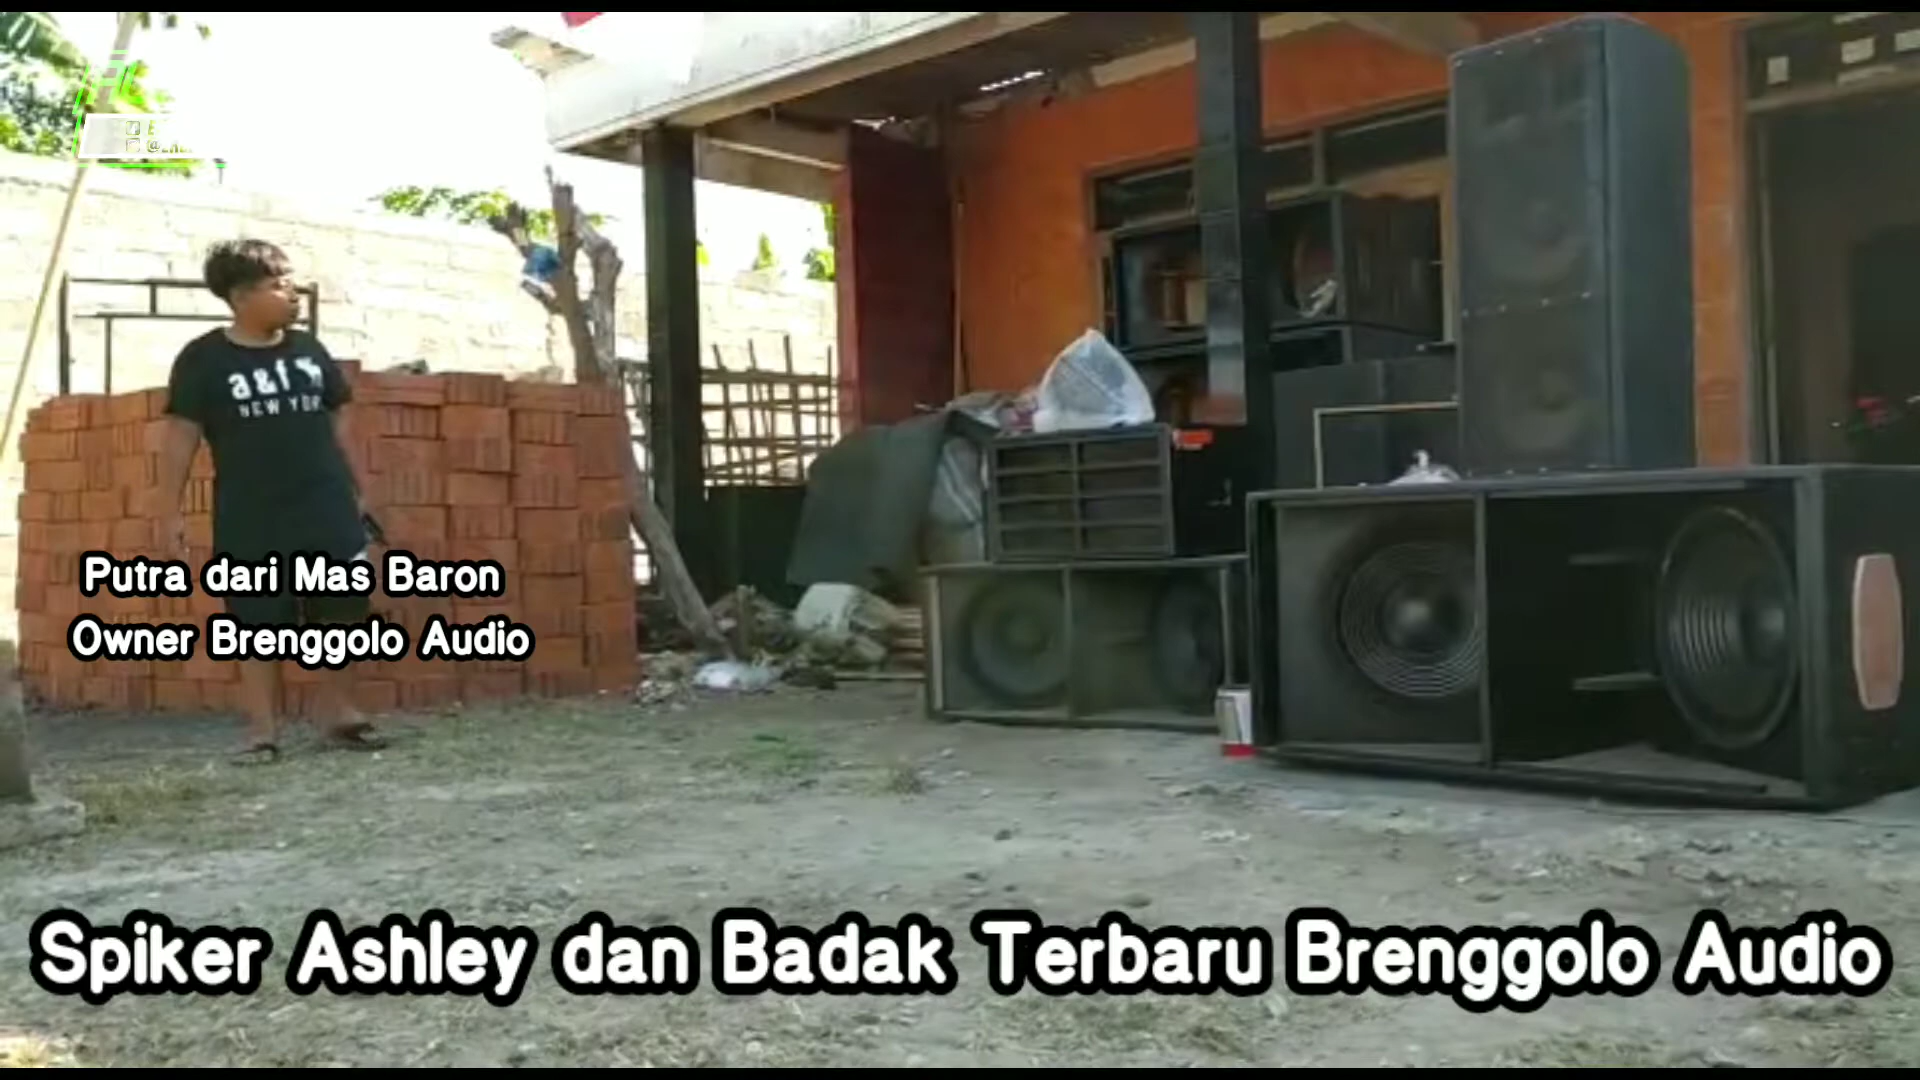 a&f
NEW YORK
Putra dari Mas Baron
Owner Brenggolo Audio
Spiker Ashley dan Badak Terbaru Brenggolo Audio